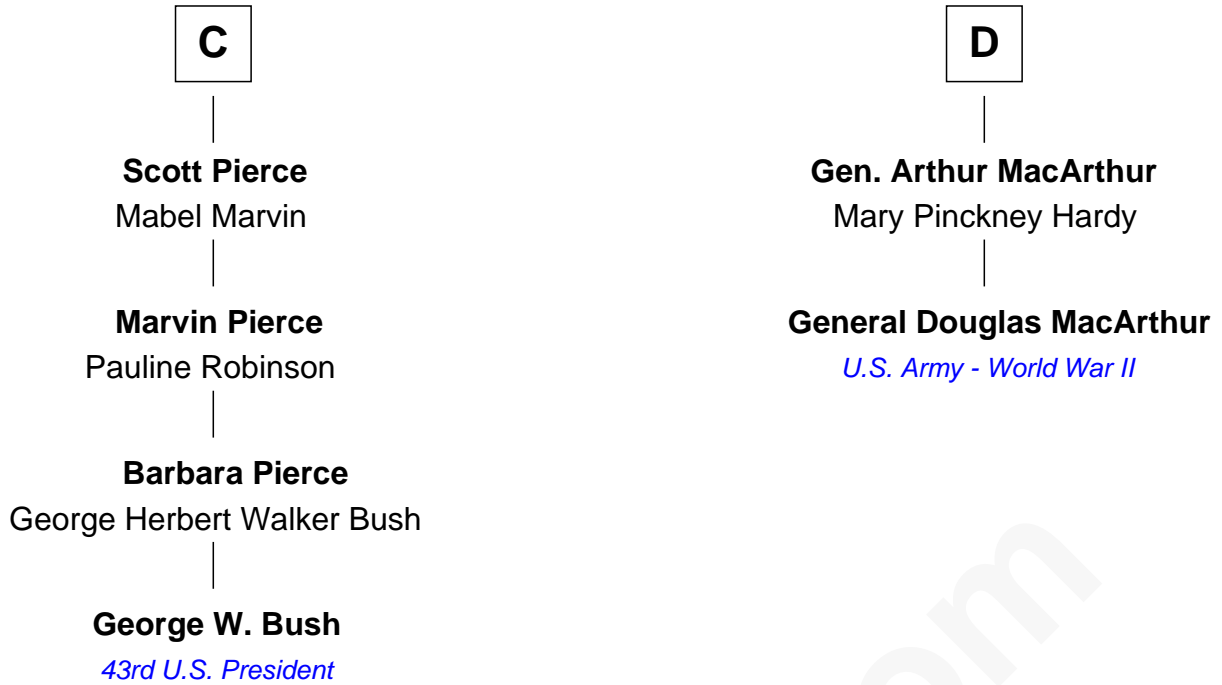 C
Scott Pierce
Mabel Marvin
Marvin Pierce
Pauline Robinson
Barbara Pierce
George Herbert Walker Bush
George W. Bush
43rd U.S. President
D
Gen. Arthur MacArthur
Mary Pinckney Hardy
General Douglas MacArthur
U.S. Army - World War II
om